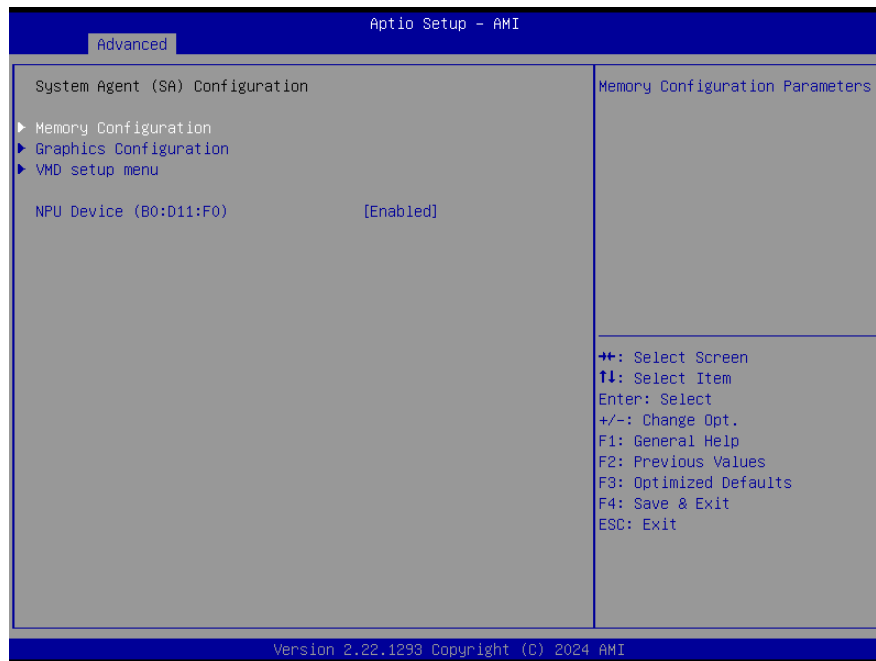 Aptio Setup - AMI
Advanced
System Agent (SA) Configuration
Memory Configuration
Graphics Configuration
VMD setup menu
NPU Device (B0:D11:F0) [Enabled]
Memory Configuration Parameters
→←: Select Screen
↑↓: Select Item
Enter: Select
+/-: Change Opt.
F1: General Help
F2: Previous Values
F3: Optimized Defaults
F4: Save & Exit
ESC: Exit
Version 2.22.1293 Copyright (C) 2024 AMI